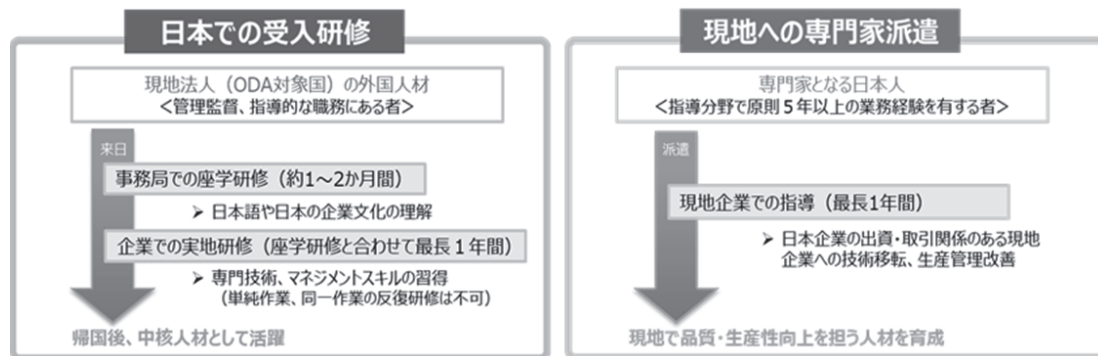 日本での受入研修
現地法人（ODA対象国）の外国人材
＜管理監督、指導的な職務にある者＞
来日
事務局での座学研修（約1～2か月間）
➢ 日本語や日本の企業文化の理解
企業での実地研修（座学研修と合わせて最長１年間）
➢ 専門技術、マネジメントスキルの習得
（単純作業、同一作業の反復研修は不可）
帰国後、中核人材として活躍
現地への専門家派遣
専門家となる日本人
＜指導分野で原則５年以上の業務経験を有する者＞
派遣
現地企業での指導（最長1年間）
➢ 日本企業の出資・取引関係のある現地
企業への技術移転、生産管理改善
現地で品質・生産性向上を担う人材を育成